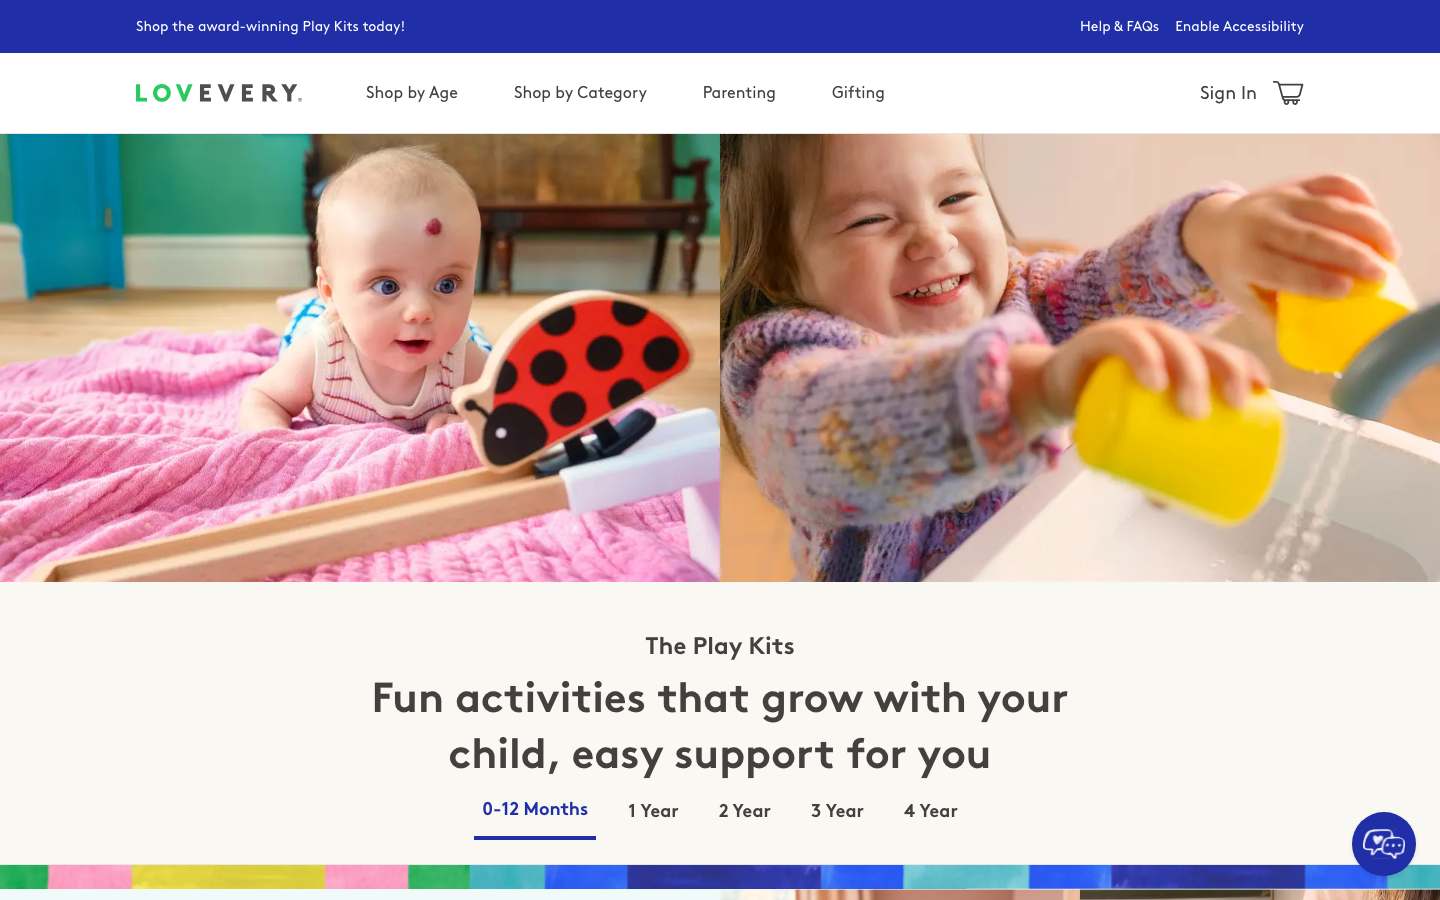 Shop the award-winning Play Kits today!
Help & FAQs
Enable Accessibility
LOVEVERY
Shop by Age
Shop by Category
Parenting
Gifting
Sign In
The Play Kits
Fun activities that grow with your
child, easy support for you
0-12 Months
1 Year
2 Year
3 Year
4 Year